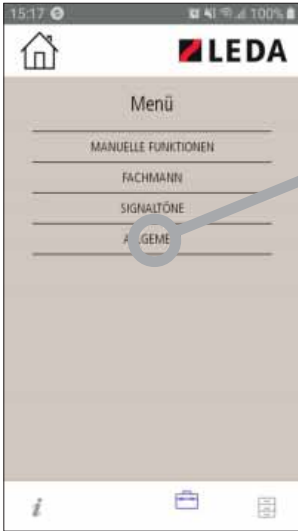 15:17 100%
LEDA
Menü
MANUELLE FUNKTIONEN
FACHMANN
SIGNALTÖNE
i